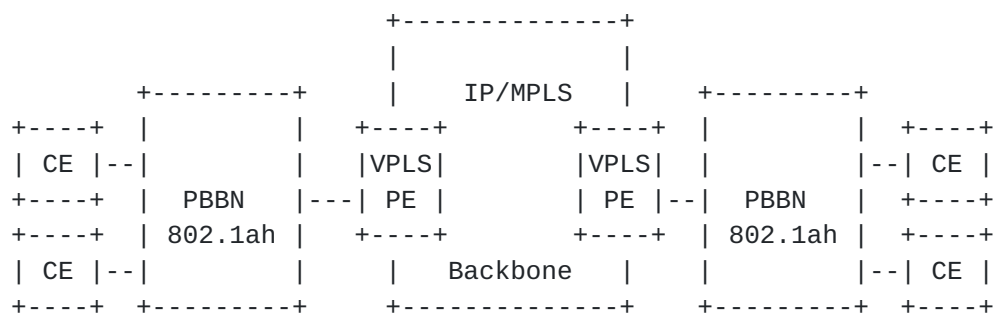 +-------------+
                     |             |
       +---------+   |   IP/MPLS   |   +---------+
+----+ |         | +----+       +----+ |         | +----+
| CE |--|        | |VPLS|       |VPLS| |         |--| CE |
+----+ |  PBBN   |---| PE |     | PE |--|  PBBN  | +----+
+----+ | 802.1ah | +----+       +----+ | 802.1ah | +----+
| CE |--|        |   |  Backbone   |   |         |--| CE |
+----+ +---------+   +-------------+   +---------+ +----+